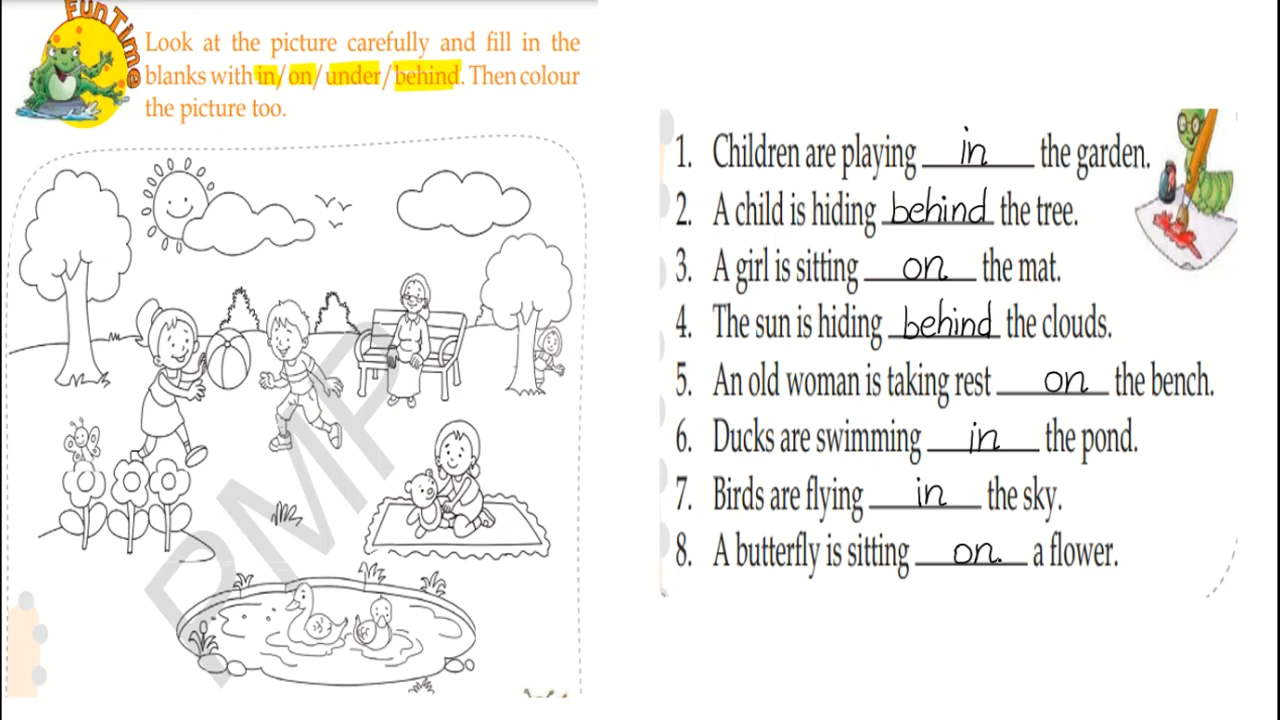 Fun Time
Look at the picture carefully and fill in the
blanks with in/on/under/behind. Then colour
the picture too.
PMP
1. Children are playing in the garden.
2. A child is hiding behind the tree.
3. A girl is sitting on the mat.
4. The sun is hiding behind the clouds.
5. An old woman is taking rest on the bench.
6. Ducks are swimming in the pond.
7. Birds are flying in the sky.
8. A butterfly is sitting on a flower.